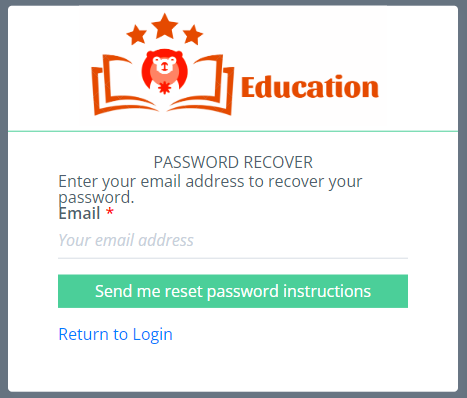 Education
PASSWORD RECOVER
Enter your email address to recover your
password.
Email *
Your email address
Send me reset password instructions
Return to Login